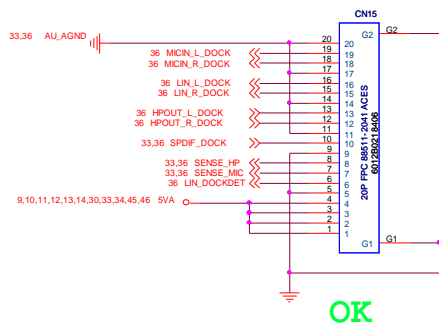 CN15
33,36 AU_AGND
20 20 G2 G2
36 MICIN_L_DOCK 19 19
36 MICIN_R_DOCK 18 18
17 17
36 LIN_L_DOCK 16 16
36 LIN_R_DOCK 15 15
14 14
36 HPOUT_L_DOCK 13 13
36 HPOUT_R_DOCK 12 12
11 11
33,36 SPDIF_DOCK 10 10
9 9
33,36 SENSE_HP 8 8
33,36 SENSE_MIC 7 7
36 LIN_DOCKDET 6 6
5 5
9,10,11,12,13,14,30,33,34,45,46 5VA 4 4
3 3
2 2
1 1 G1 G1
20P FPC 88511-2041 ACES
6012B0218406
OK